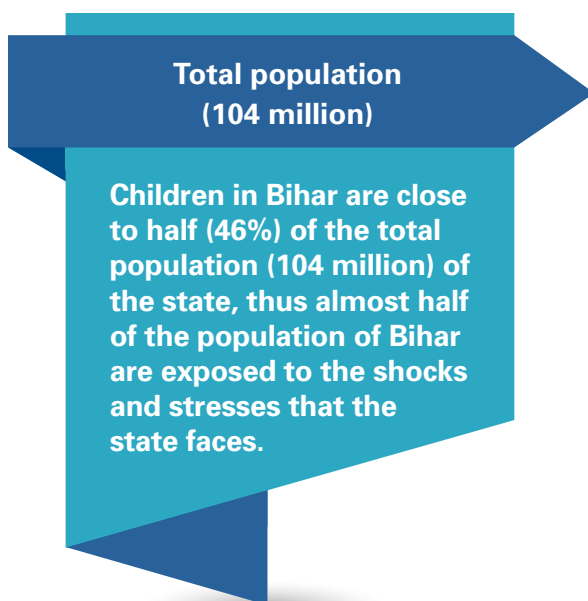 Total population
(104 million)
Children in Bihar are close
to half (46%) of the total
population (104 million) of
the state, thus almost half
of the population of Bihar
are exposed to the shocks
and stresses that the
state faces.